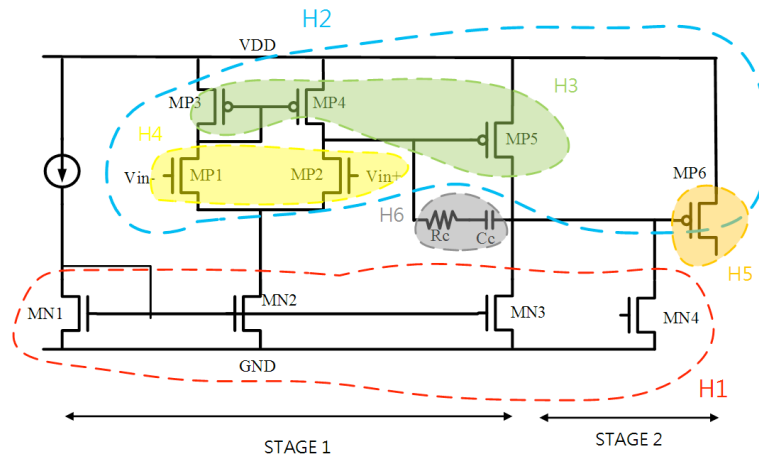 H2
VDD
MP3
MP4
H3
H4
MP5
Vin-
MP1
MP2
Vin+
MP6
H6
Rc
Cc
H5
MN1
MN2
MN3
MN4
GND
H1
STAGE 1
STAGE 2